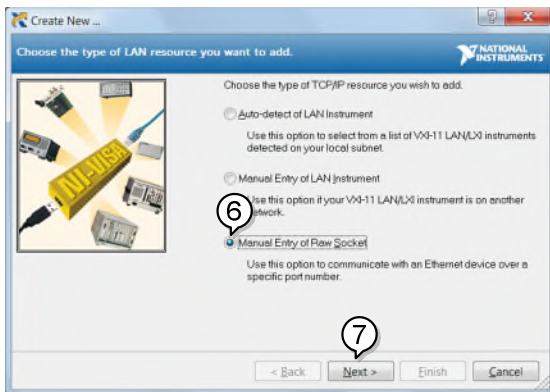 Create New ...
Choose the type of LAN resource you want to add.
NATIONAL
INSTRUMENTS
NI-VISA
Choose the type of TCP/IP resource you wish to add.
Auto-detect of LAN Instrument
Use this option to select from a list of VXI-11 LAN/LXI instruments
detected on your local subnet.
Manual Entry of LAN Instrument
Use this option if your VXI-11 LAN/LXI instrument is on another
network.
6
Manual Entry of Raw Socket
Use this option to communicate with an Ethernet device over a
specific port number.
7
< Back Next > Finish Cancel